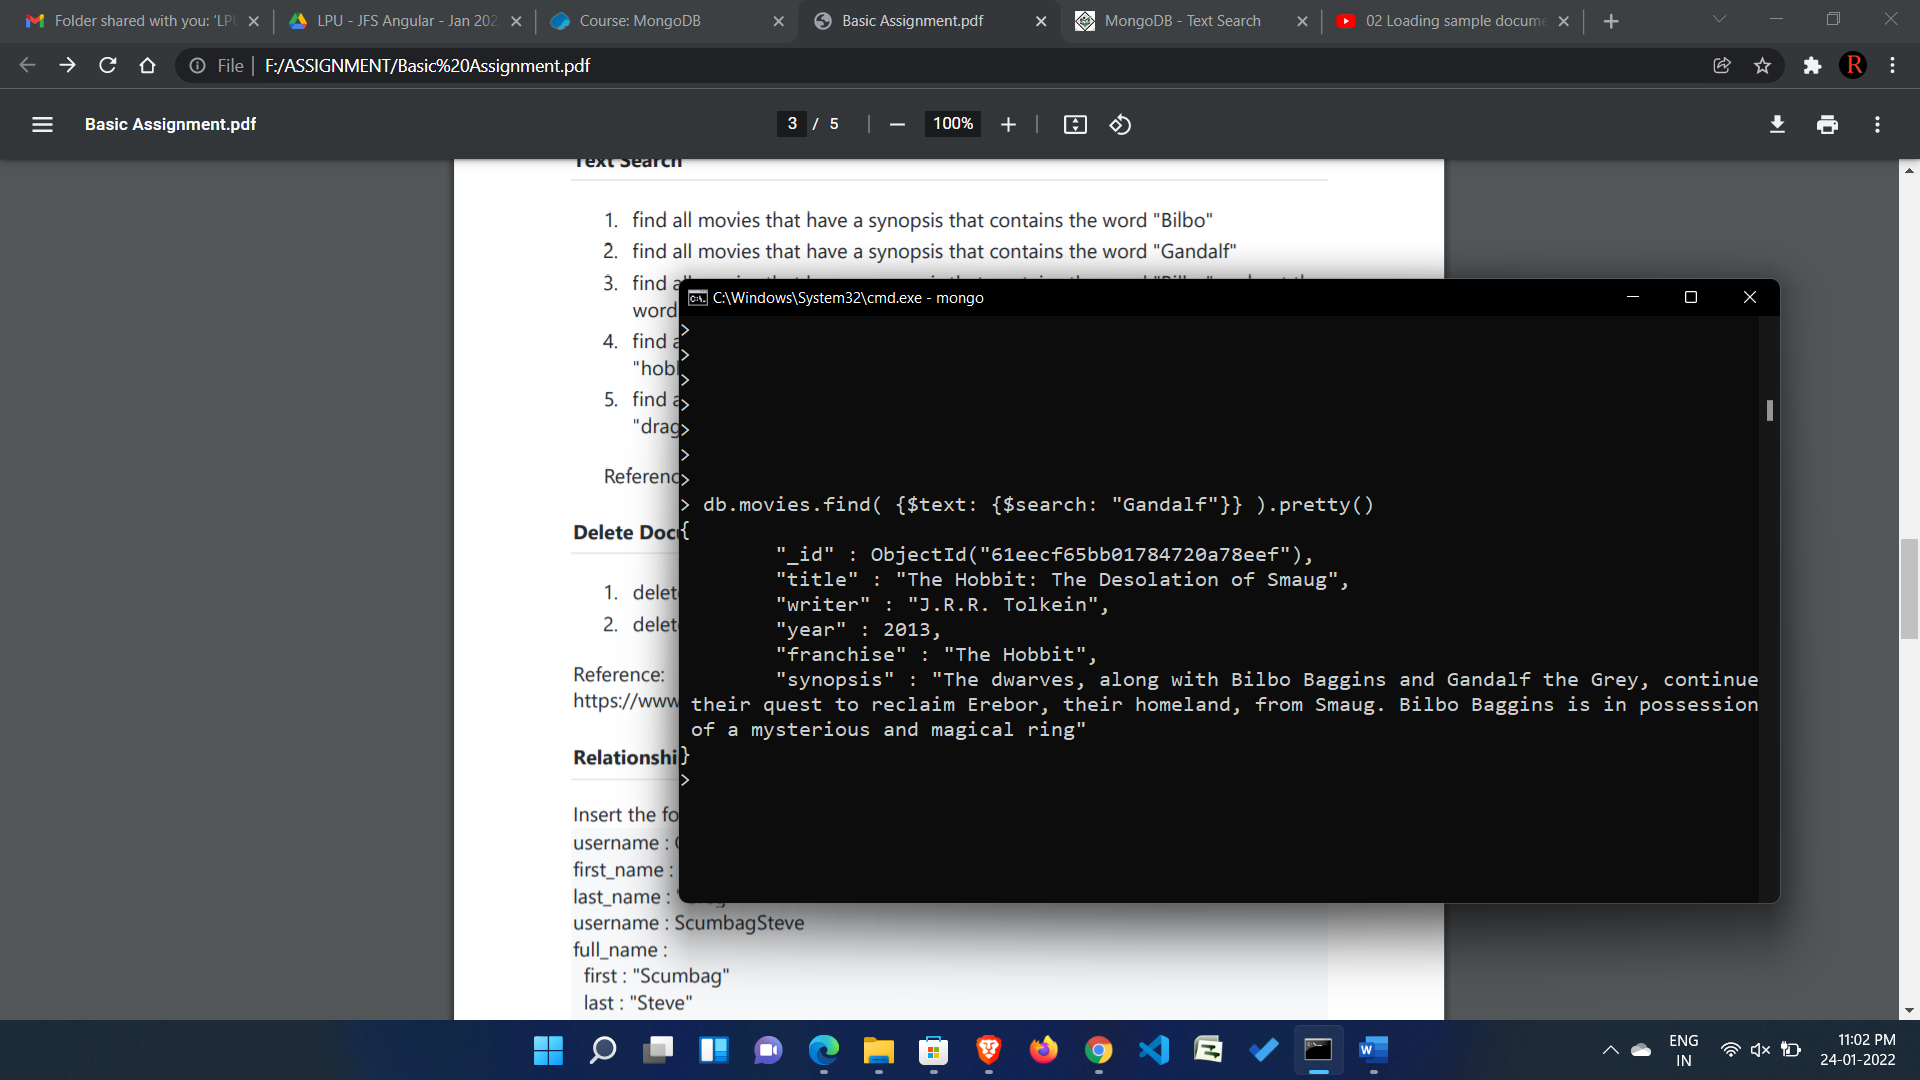 Folder shared with you: 'LPU
LPU - JFS Angular - Jan 202
Course: MongoDB
Basic Assignment.pdf
MongoDB - Text Search
02 Loading sample docume
File
F:/ASSIGNMENT/Basic%20Assignment.pdf
R
Basic Assignment.pdf
3 / 5
100%
Text Search
1. find all movies that have a synopsis that contains the word "Bilbo"
2. find all movies that have a synopsis that contains the word "Gandalf"
3. find
word
4. find
"hob
5. find
"drag
Referenc
Delete Doc
1. delet
2. delet
Reference:
https://www
Relationshi
Insert the fo
username :
first_name :
last_name :
username : ScumbagSteve
full_name :
first : "Scumbag"
last : "Steve"
C:\Windows\System32\cmd.exe - mongo
>
>
>
>
>
>
>
> db.movies.find( {$text: {$search: "Gandalf"}} ).pretty()
{
"_id" : ObjectId("61eecf65bb01784720a78eef"),
"title" : "The Hobbit: The Desolation of Smaug",
"writer" : "J.R.R. Tolkein",
"year" : 2013,
"franchise" : "The Hobbit",
"synopsis" : "The dwarves, along with Bilbo Baggins and Gandalf the Grey, continue
their quest to reclaim Erebor, their homeland, from Smaug. Bilbo Baggins is in possession
of a mysterious and magical ring"
}
>
ENG
IN
11:02 PM
24-01-2022